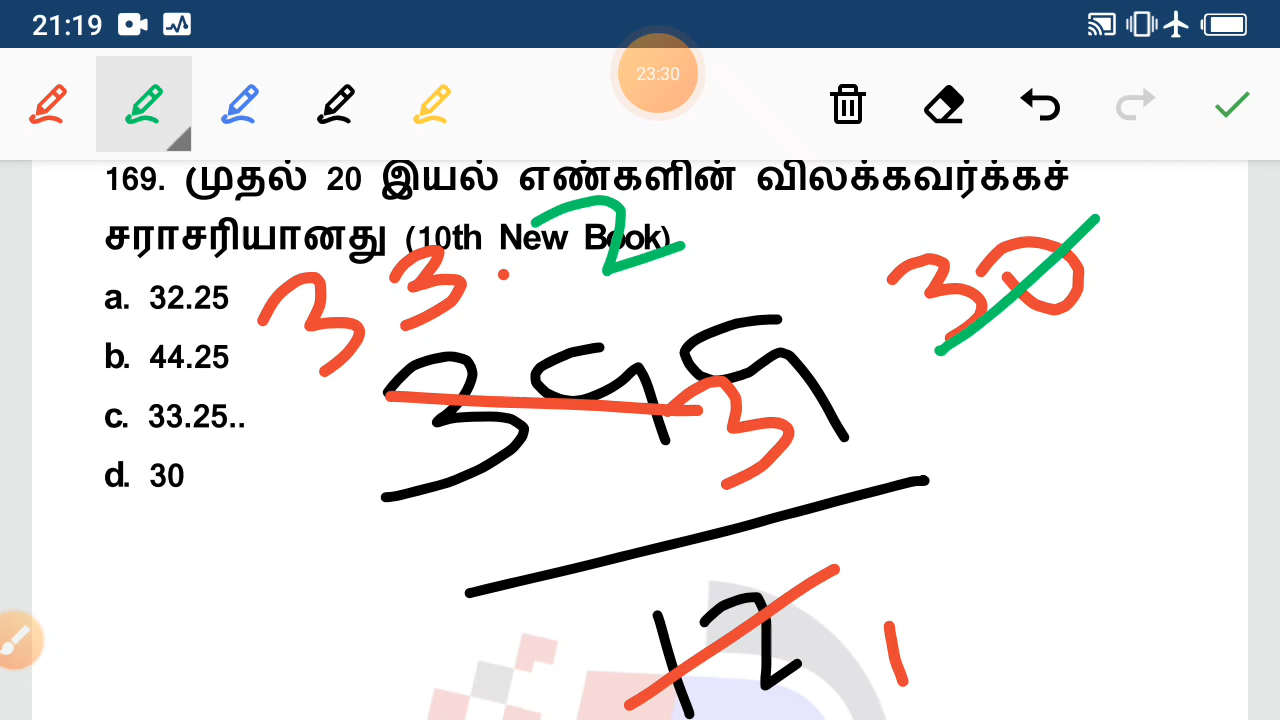 21:19
23:30
169. முதல் 20 இயல் எண்களின் விலக்கவர்க்கச்
சராசரியானது (10th New Book)
a. 32.25
b. 44.25
c. 33.25..
d. 30
33.2
30
399
3
12
1